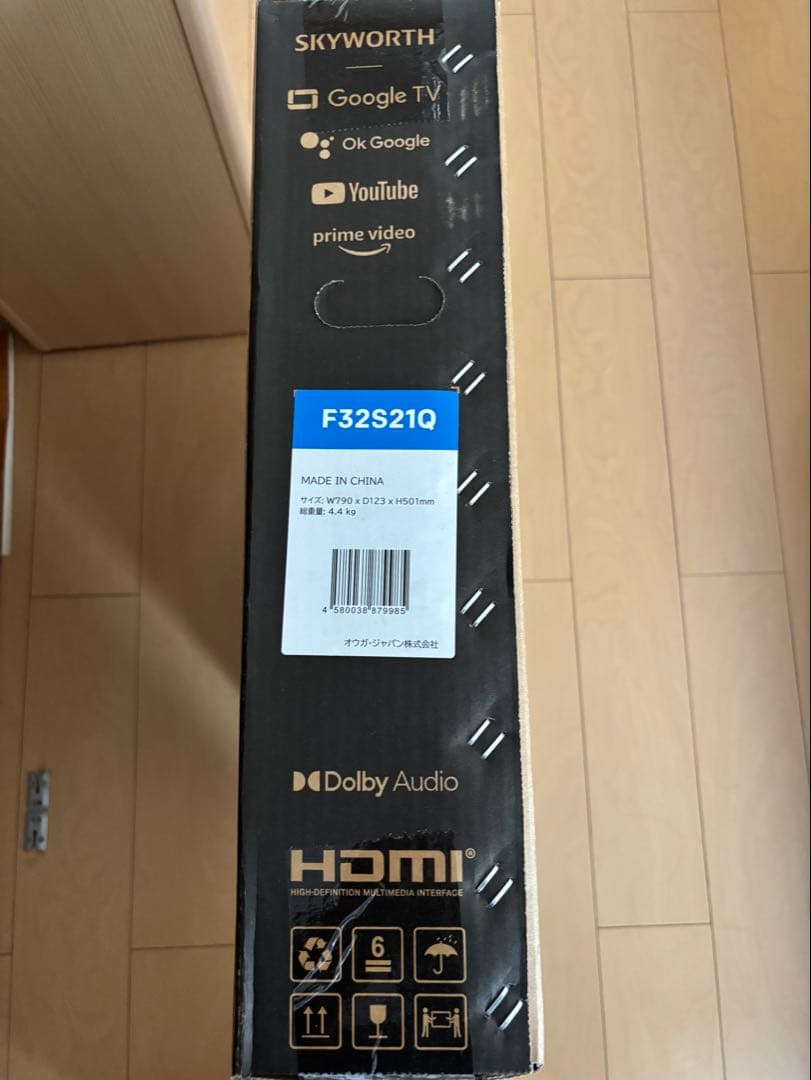 SKYWORTH
Google TV
Ok Google
YouTube
prime video
F32S21Q
MADE IN CHINA
サイズ: W790 x D123 x H501mm
総重量: 4.4 kg
4 580038 879985
オウガ・ジャパン株式会社
Dolby Audio
HDMI®
HIGH-DEFINITION MULTIMEDIA INTERFACE
6